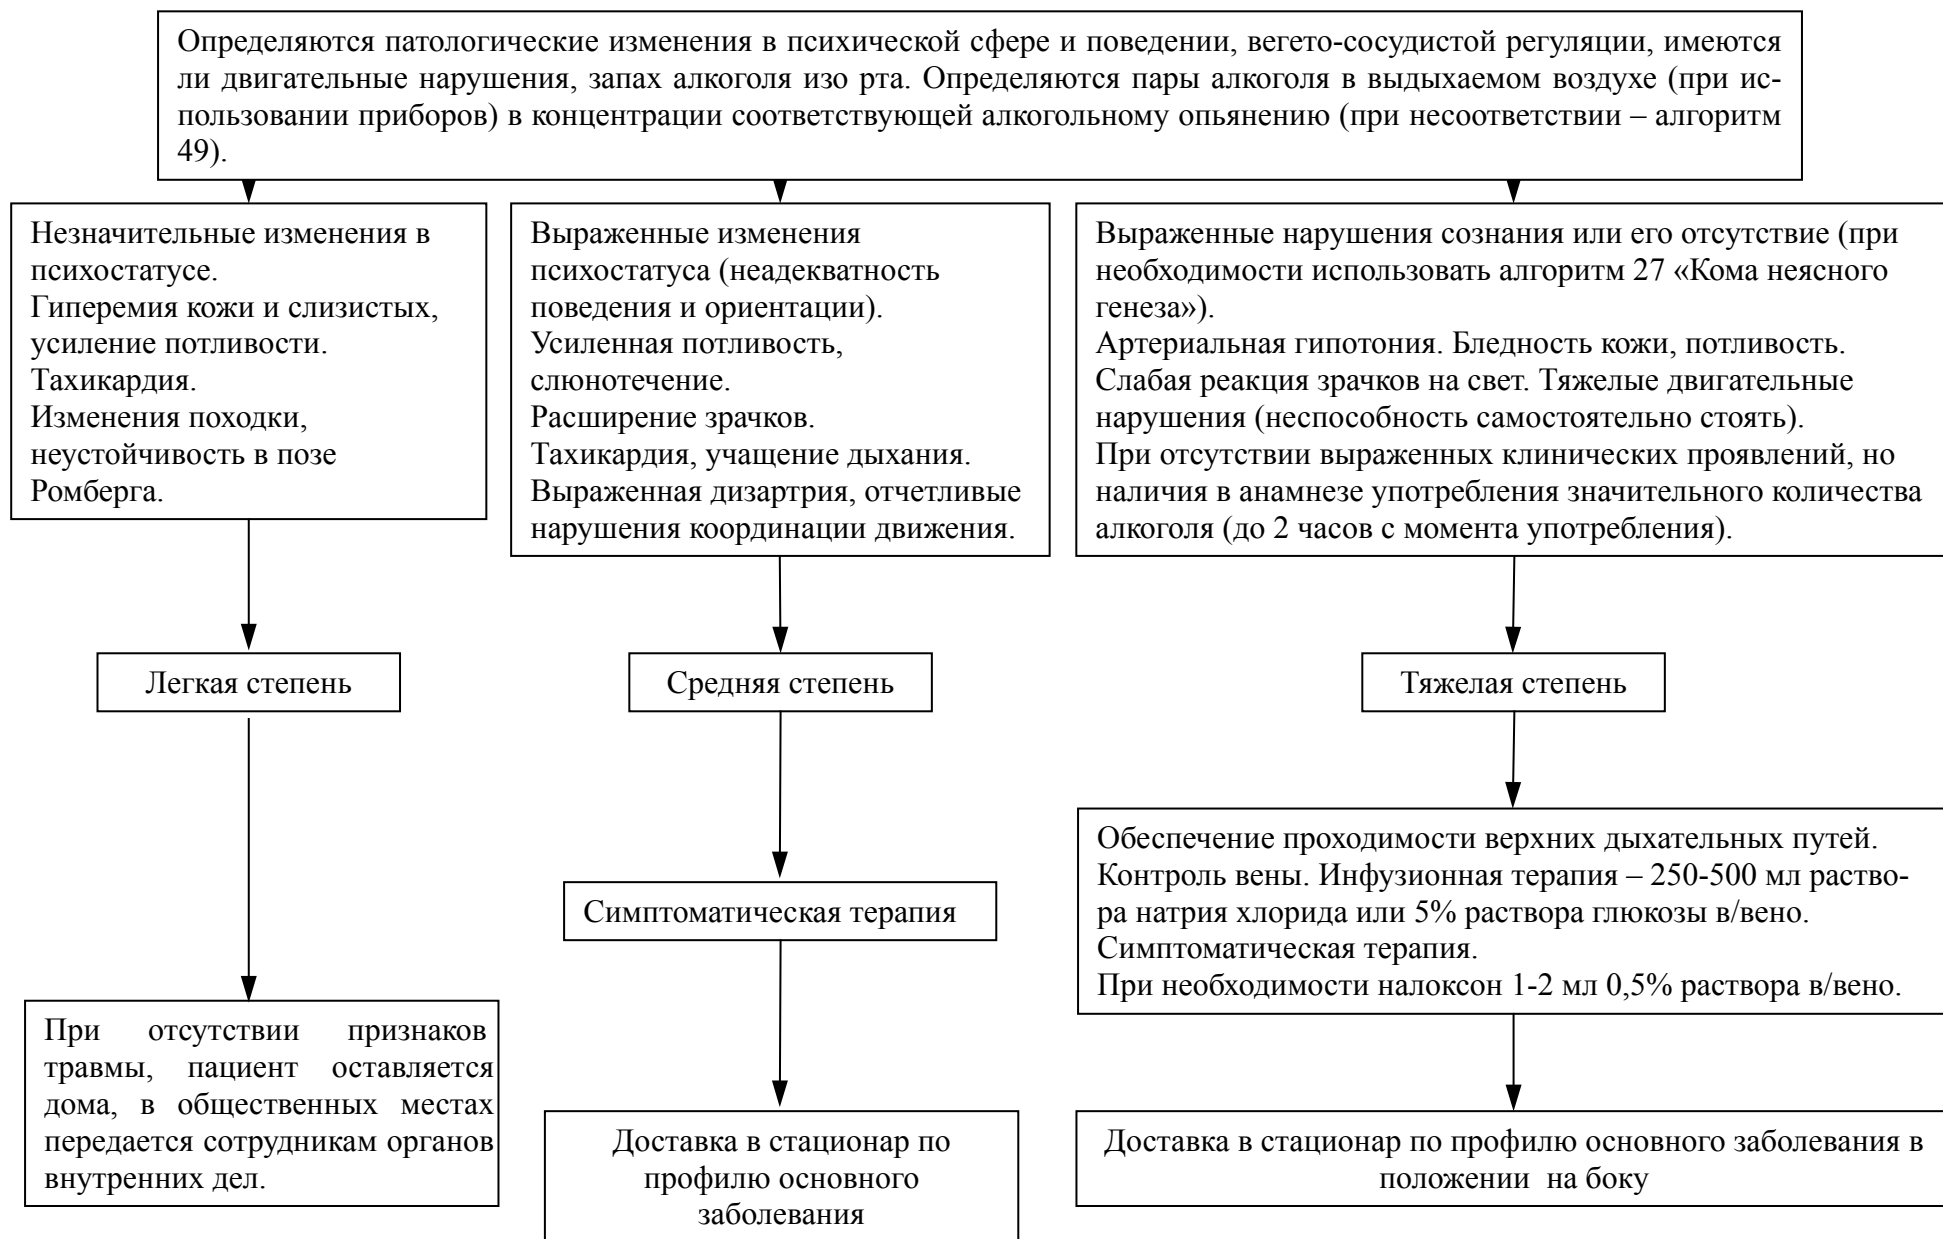 Определяются патологические изменения в психической сфере и поведении, вегето-сосудистой регуляции, имеются
ли двигательные нарушения, запах алкоголя изо рта. Определяются пары алкоголя в выдыхаемом воздухе (при ис-
пользовании приборов) в концентрации соответствующей алкогольному опьянению (при несоответствии – алгоритм
49).
Незначительные изменения в
психостатусе.
Гиперемия кожи и слизистых,
усиление потливости.
Тахикардия.
Изменения походки,
неустойчивость в позе
Ромберга.
Выраженные изменения
психостатуса (неадекватность
поведения и ориентации).
Усиленная потливость,
слюнотечение.
Расширение зрачков.
Тахикардия, учащение дыхания.
Выраженная дизартрия, отчетливые
нарушения координации движения.
Выраженные нарушения сознания или его отсутствие (при
необходимости использовать алгоритм 27 «Кома неясного
генеза»).
Артериальная гипотония. Бледность кожи, потливость.
Слабая реакция зрачков на свет. Тяжелые двигательные
нарушения (неспособность самостоятельно стоять).
При отсутствии выраженных клинических проявлений, но
наличия в анамнезе употребления значительного количества
алкоголя (до 2 часов с момента употребления).
Легкая степень
Средняя степень
Тяжелая степень
Симптоматическая терапия
Обеспечение проходимости верхних дыхательных путей.
Контроль вены. Инфузионная терапия – 250-500 мл раство-
ра натрия хлорида или 5% раствора глюкозы в/вено.
Симптоматическая терапия.
При необходимости налоксон 1-2 мл 0,5% раствора в/вено.
При отсутствии признаков
травмы, пациент оставляется
дома, в общественных местах
передается сотрудникам органов
внутренних дел.
Доставка в стационар по
профилю основного
заболевания
Доставка в стационар по профилю основного заболевания в
положении на боку